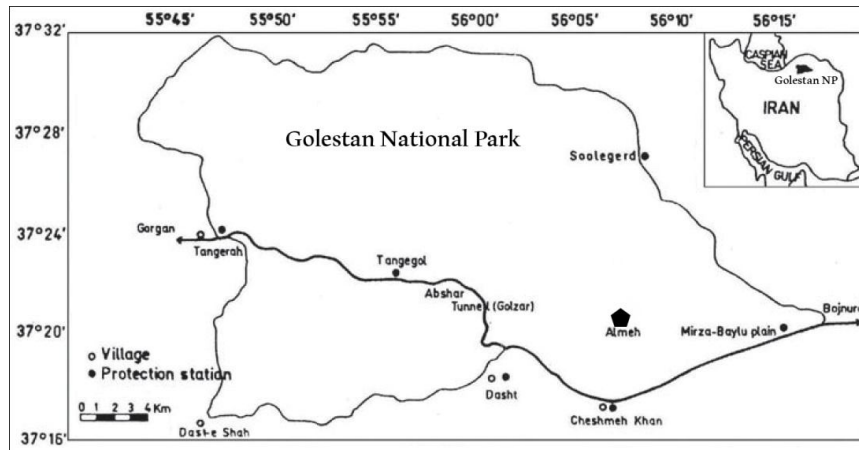 55°45' 55°50' 55°55' 56°00' 56°05' 56°10' 56°15'
37°32'
37°28'
37°24'
37°20'
37°16'
CASPIAN
SEA
Golestan NP
IRAN
PERSIAN GULF
Golestan National Park
Soolegerd
Gorgan
Tangerah
Tangegol
Abshar
Tunnel (Golzar)
Almeh
Mirza-Baylu plain
Bojnurd
Village
Protection station
0 1 2 3 4 Km
Dasht
Cheshmeh Khan
Daste Shah